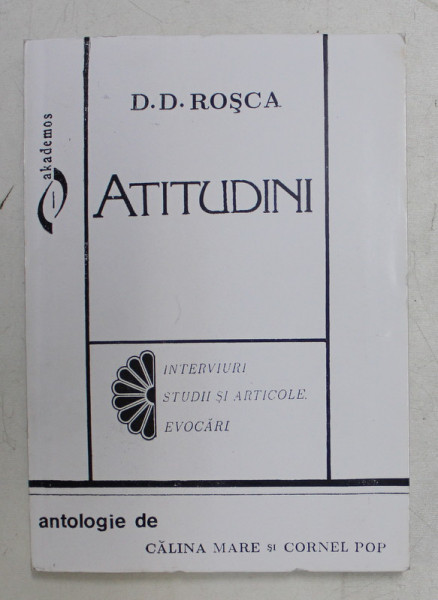 D.D. ROŞCA
akademos
ATITUDINI
INTERVIURI
STUDII ŞI ARTICOLE,
EVOCĂRI
antologie de
CĂLINA MARE ŞI CORNEL POP